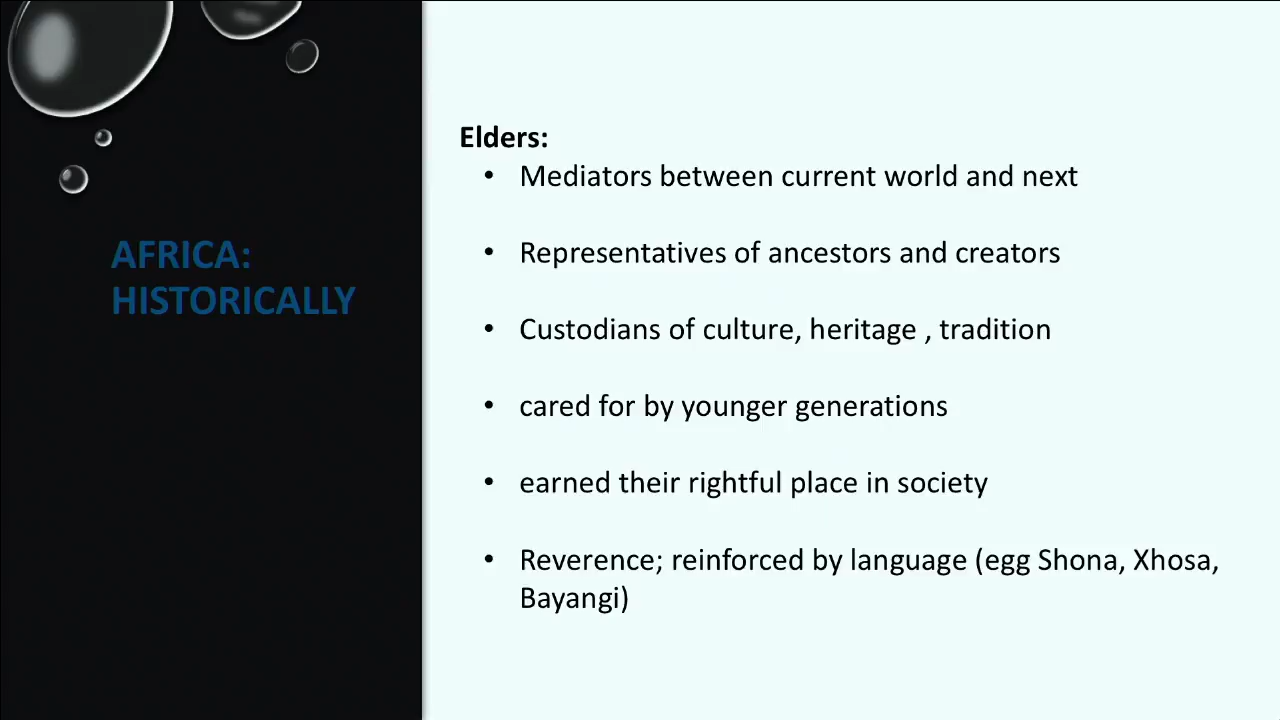 AFRICA:
HISTORICALLY
Elders:
• Mediators between current world and next
• Representatives of ancestors and creators
• Custodians of culture, heritage , tradition
• cared for by younger generations
• earned their rightful place in society
• Reverence; reinforced by language (egg Shona, Xhosa,
Bayangi)